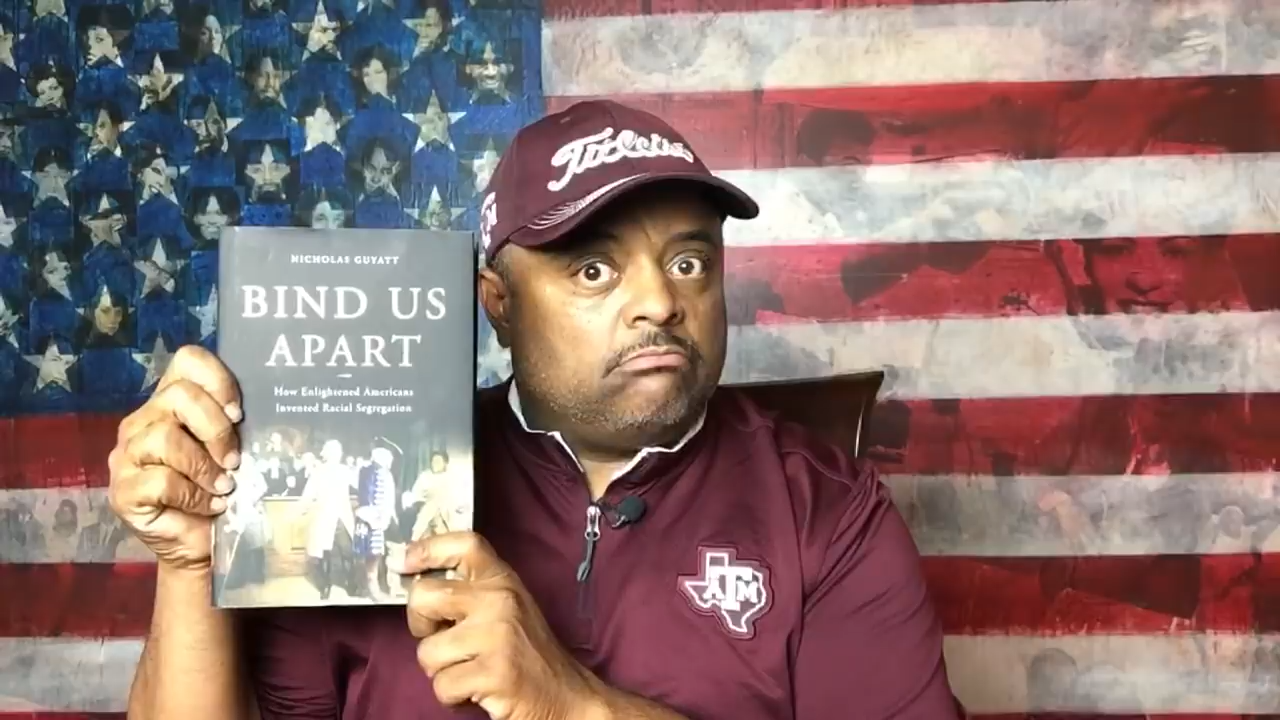 NICHOLAS GUYATT
BIND US
APART
How Enlightened Americans
Invented Racial Segregation
Titleist
ATM